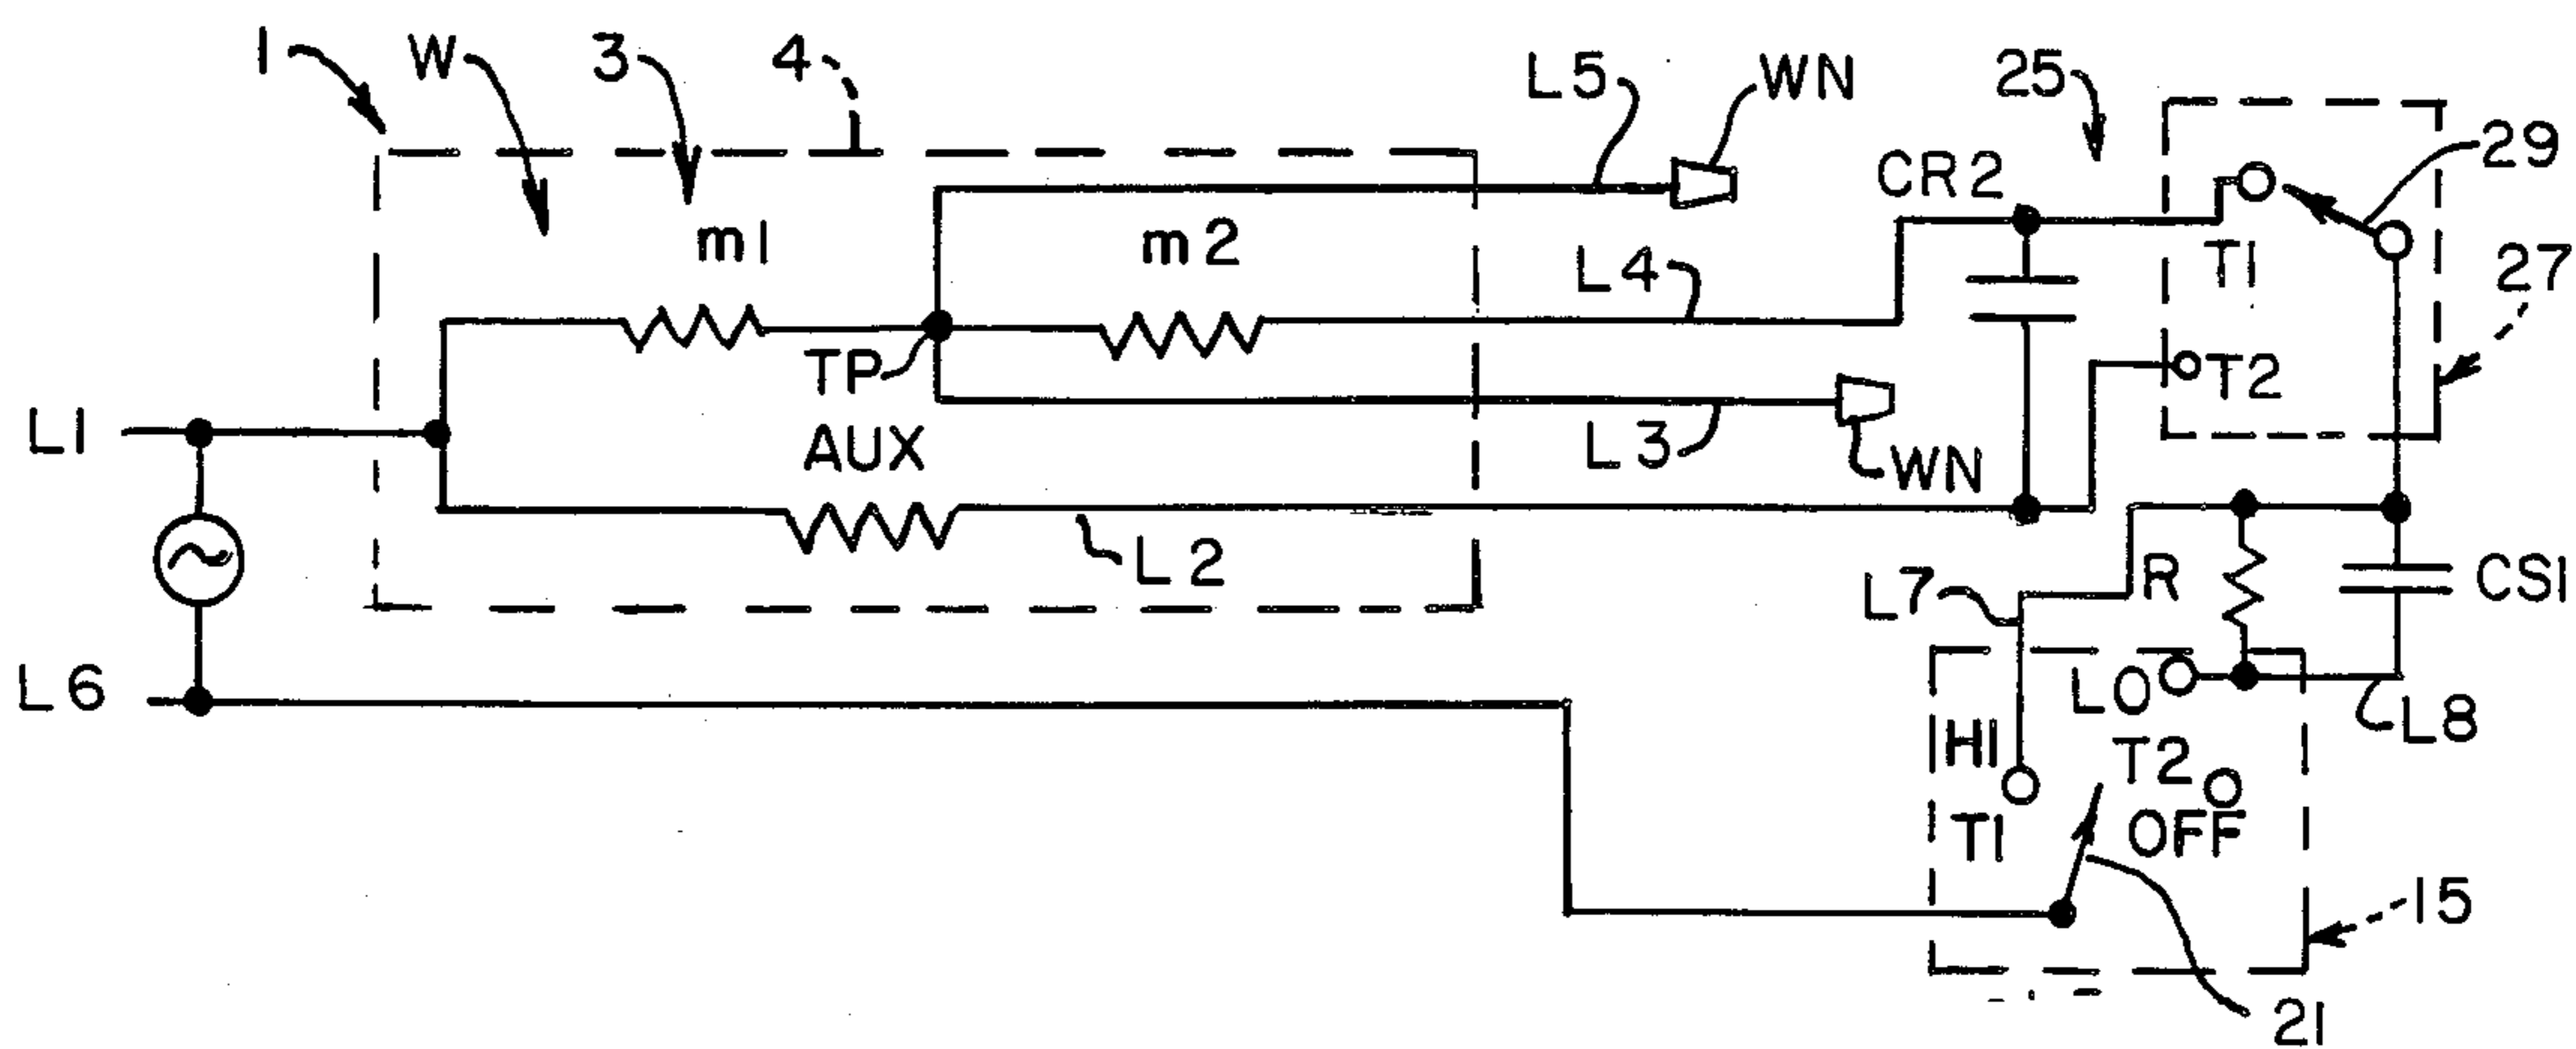 1 W 3 4 L5 WN 25
29
CR2
m1 m2
L4 T1 27
TP T2
L1 AUX L3 WN
L2
L7 R CS1
L6 LO L8
HI T2
T1 OFF
15
21